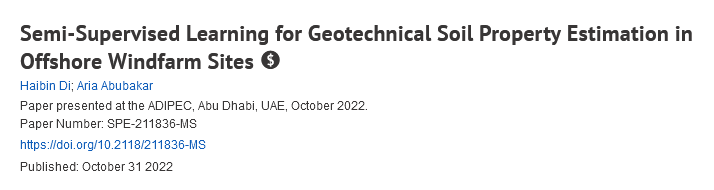 Semi-Supervised Learning for Geotechnical Soil Property Estimation in
Offshore Windfarm Sites $
Haibin Di; Aria Abubakar
Paper presented at the ADIPEC, Abu Dhabi, UAE, October 2022.
Paper Number: SPE-211836-MS
https://doi.org/10.2118/211836-MS
Published: October 31 2022